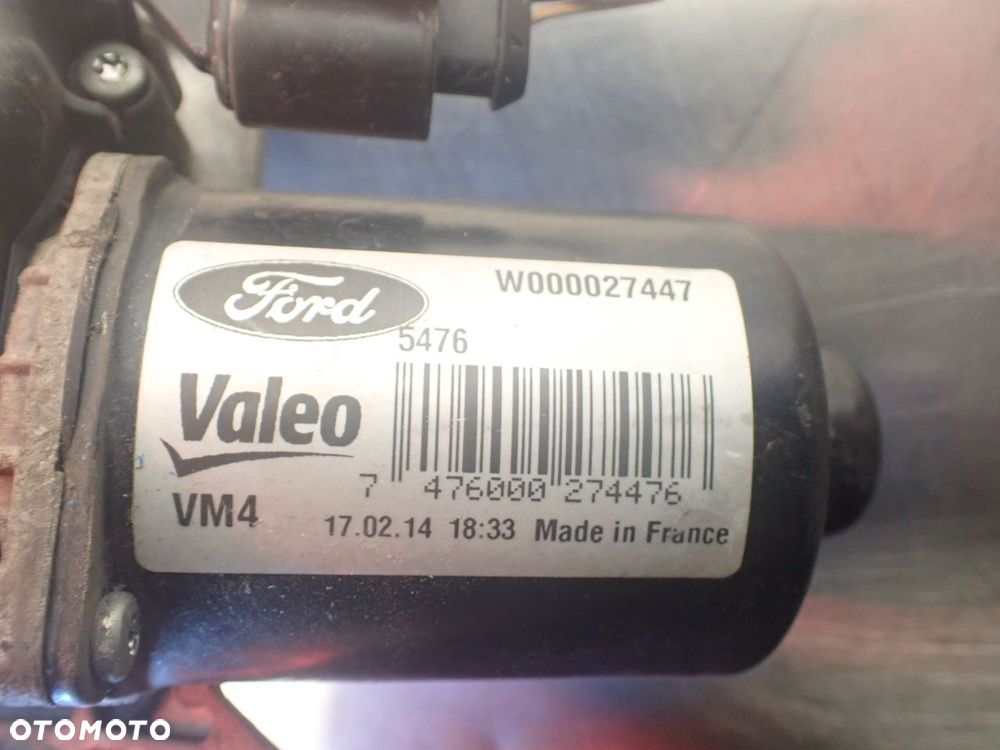 Ford
W000027447
5476
Valeo
7 476000 274476
VM4
17.02.14 18:33 Made in France
OTOMOTO